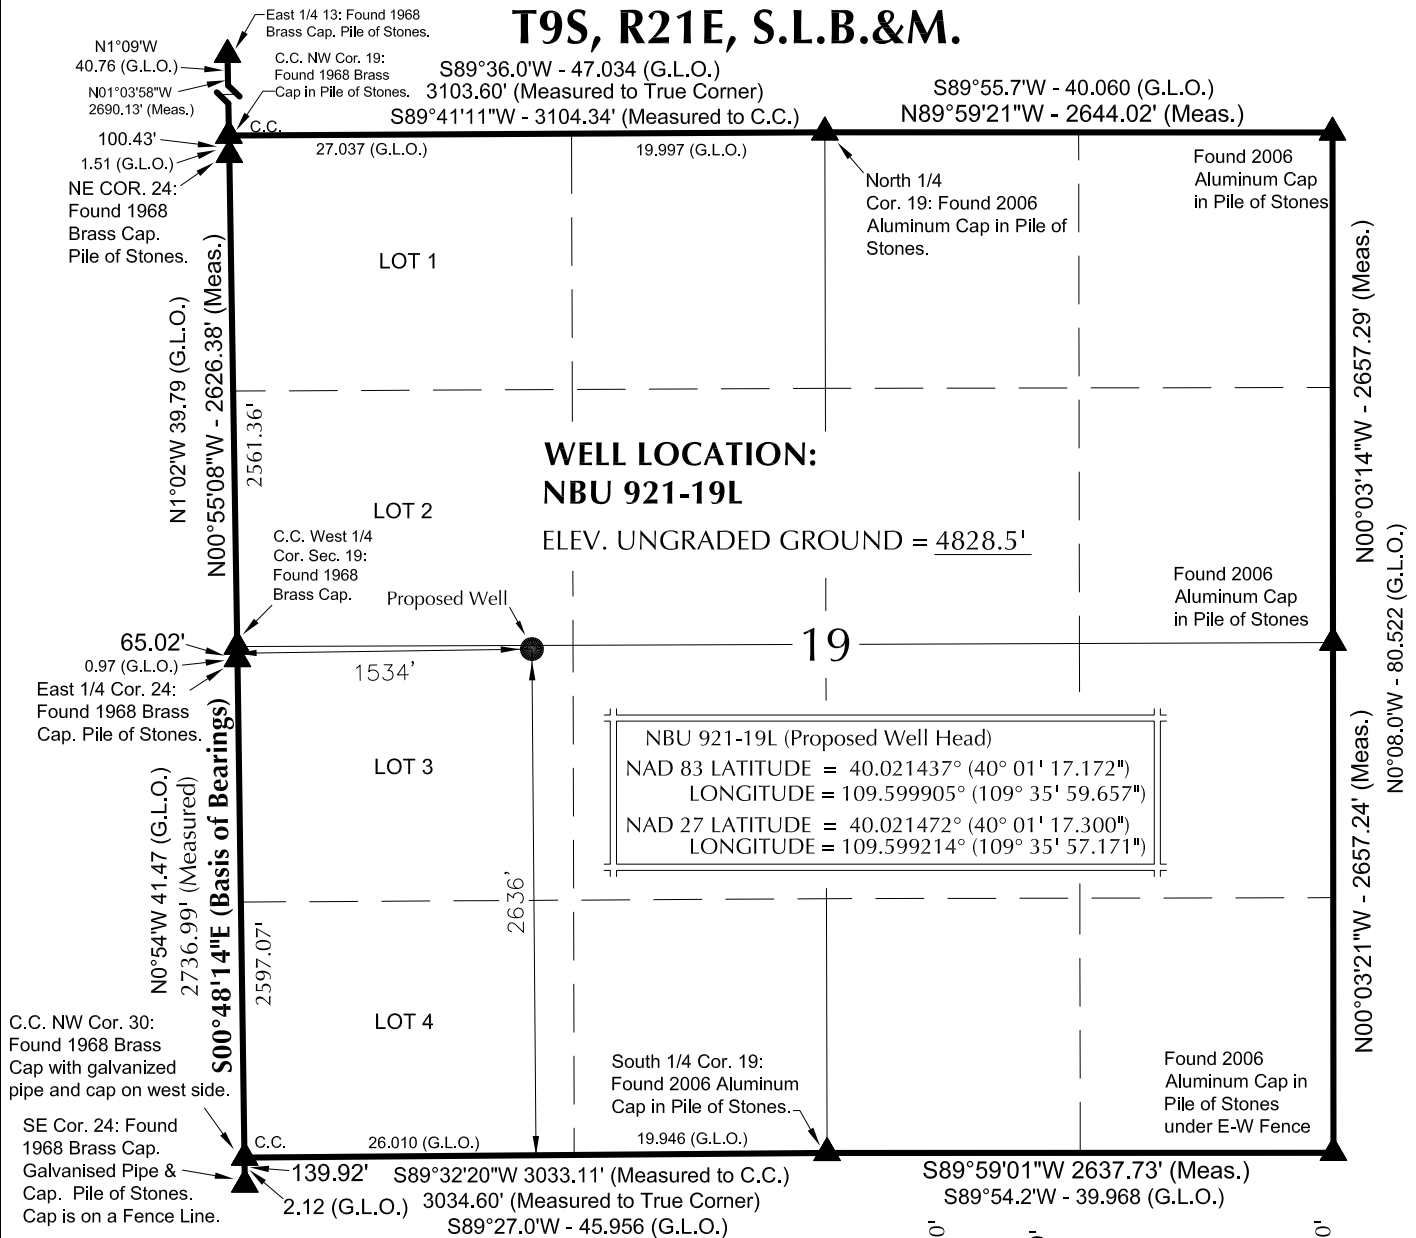 T9S, R21E, S.L.B.&M.
East 1/4 13: Found 1968
Brass Cap. Pile of Stones.
N1°09'W
40.76 (G.L.O.)
C.C. NW Cor. 19:
Found 1968 Brass
Cap in Pile of Stones.
N01°03'58"W
2690.13' (Meas.)
S89°36.0'W - 47.034 (G.L.O.)
3103.60' (Measured to True Corner)
S89°41'11"W - 3104.34' (Measured to C.C.)
S89°55.7'W - 40.060 (G.L.O.)
N89°59'21"W - 2644.02' (Meas.)
C.C.
100.43'
1.51 (G.L.O.)
27.037 (G.L.O.)
19.997 (G.L.O.)
NE COR. 24:
Found 1968
Brass Cap.
Pile of Stones.
North 1/4
Cor. 19: Found 2006
Aluminum Cap in Pile of
Stones.
Found 2006
Aluminum Cap
in Pile of Stones
LOT 1
N1°02'W 39.79 (G.L.O.)
N00°55'08"W - 2626.38' (Meas.)
2561.36'
N00°03'14"W - 2657.29' (Meas.)
N0°08.0'W - 80.522 (G.L.O.)
WELL LOCATION:
NBU 921-19L
ELEV. UNGRADED GROUND = 4828.5'
LOT 2
C.C. West 1/4
Cor. Sec. 19:
Found 1968
Brass Cap.
Proposed Well
Found 2006
Aluminum Cap
in Pile of Stones
65.02'
0.97 (G.L.O.)
1534'
19
East 1/4 Cor. 24:
Found 1968 Brass
Cap. Pile of Stones.
LOT 3
NBU 921-19L (Proposed Well Head)
NAD 83 LATITUDE = 40.021437° (40° 01' 17.172")
LONGITUDE = 109.599905° (109° 35' 59.657")
NAD 27 LATITUDE = 40.021472° (40° 01' 17.300")
LONGITUDE = 109.599214° (109° 35' 57.171")
N0°54'W 41.47 (G.L.O.)
2736.99' (Measured)
S00°48'14"E (Basis of Bearings)
2597.07'
2636'
N00°03'21"W - 2657.24' (Meas.)
LOT 4
C.C. NW Cor. 30:
Found 1968 Brass
Cap with galvanized
pipe and cap on west side.
South 1/4 Cor. 19:
Found 2006 Aluminum
Cap in Pile of Stones.
Found 2006
Aluminum Cap in
Pile of Stones
under E-W Fence
SE Cor. 24: Found
1968 Brass Cap.
Galvanised Pipe &
Cap. Pile of Stones.
Cap is on a Fence Line.
C.C.
26.010 (G.L.O.)
19.946 (G.L.O.)
139.92'
2.12 (G.L.O.)
S89°32'20"W 3033.11' (Measured to C.C.)
3034.60' (Measured to True Corner)
S89°27.0'W - 45.956 (G.L.O.)
S89°59'01"W 2637.73' (Meas.)
S89°54.2'W - 39.968 (G.L.O.)